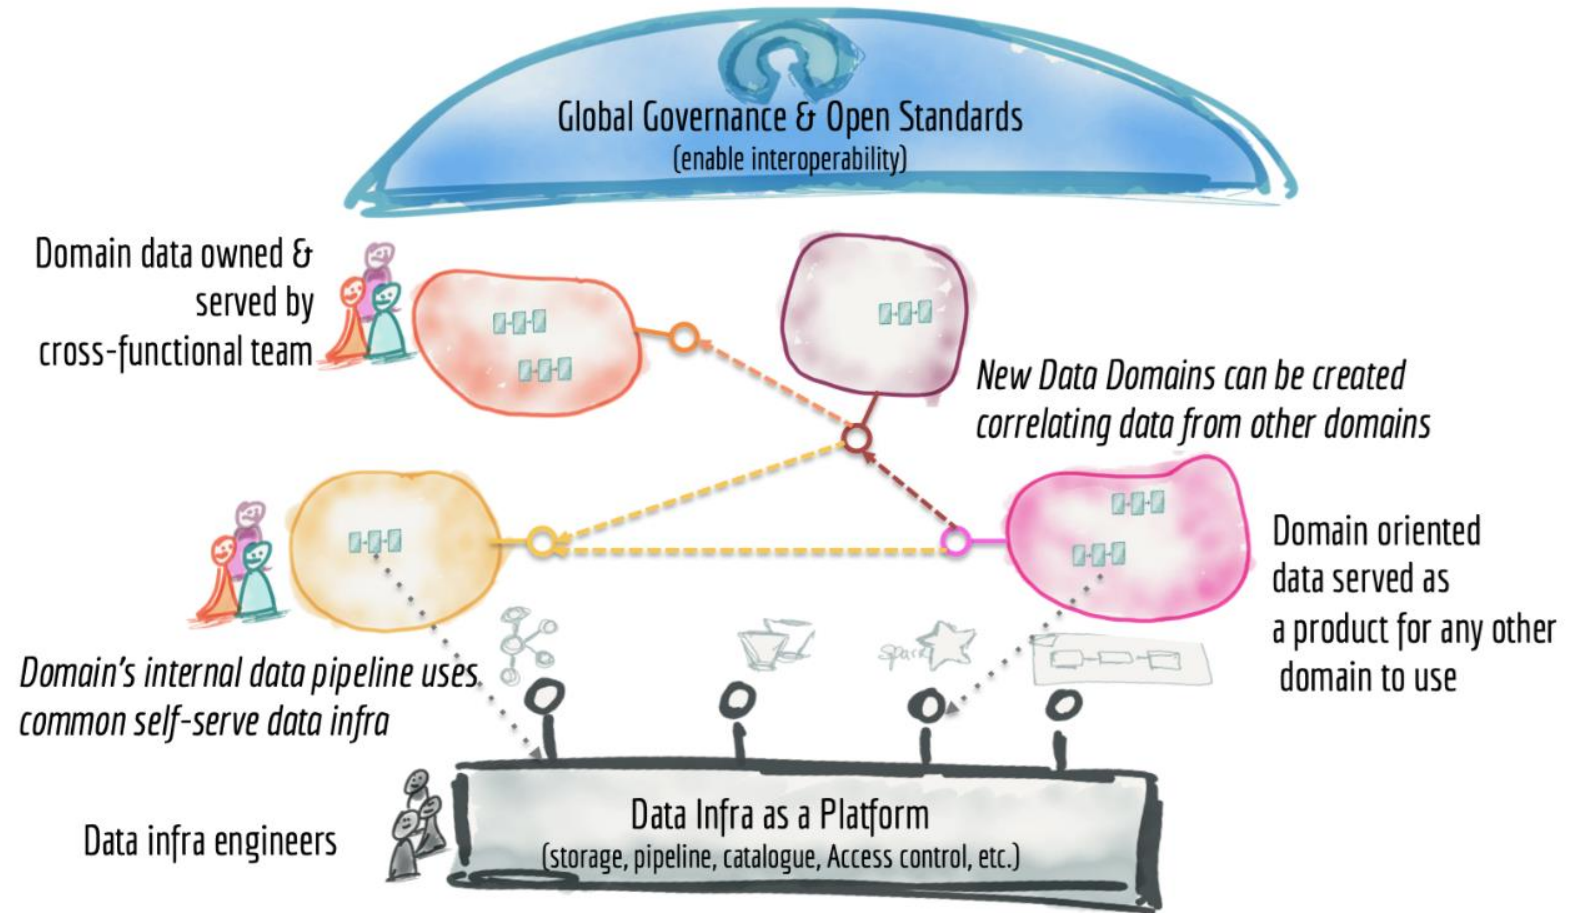 Global Governance & Open Standards
(enable interoperability)
Domain data owned &
served by
cross-functional team
New Data Domains can be created
correlating data from other domains
Domain oriented
data served as
a product for any other
domain to use
Spark
Domain's internal data pipeline uses
common self-serve data infra
Data infra engineers
Data Infra as a Platform
(storage, pipeline, catalogue, Access control, etc.)